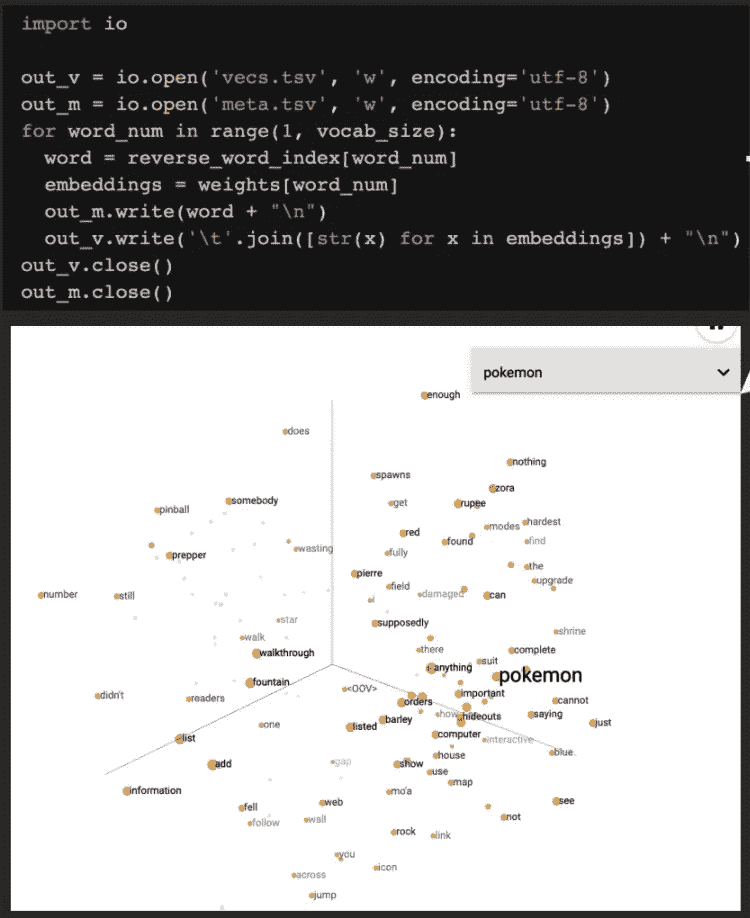 import io
out_v = io.open('vecs.tsv', 'w', encoding='utf-8')
out_m = io.open('meta.tsv', 'w', encoding='utf-8')
for word_num in range(1, vocab_size):
  word = reverse_word_index[word_num]
  embeddings = weights[word_num]
  out_m.write(word + "\n")
  out_v.write('\t'.join([str(x) for x in embeddings]) + "\n")
out_v.close()
out_m.close()
pokemon
enough
does
nothing
spawns
zora
somebody
get
rupee
pinball
modes
hardest
red
found
find
wasting
fully
prepper
the
pierre
upgrade
field
damaged
can
number
still
star
supposedly
shrine
walk
there
complete
walkthrough
suit
anything
pokemon
fountain
<OOV>
important
didn't
readers
orders
cannot
how
hideouts
saying
barley
just
one
listed
list
computer
interactive
blue
house
gap
add
show
use
map
information
mo'a
web
see
fell
not
follow
wall
rock
link
you
icon
across
jump